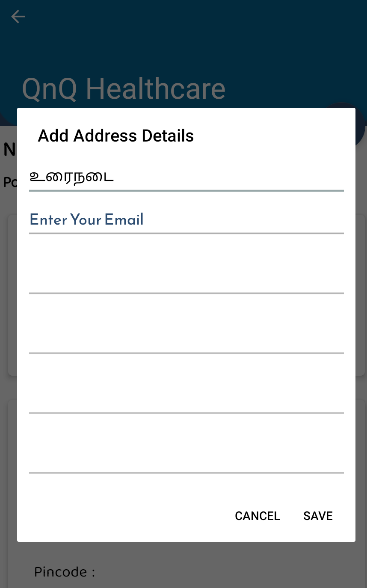 QnQ Healthcare
Add Address Details
உரைநடை
Enter Your Email
CANCEL SAVE
Pincode :